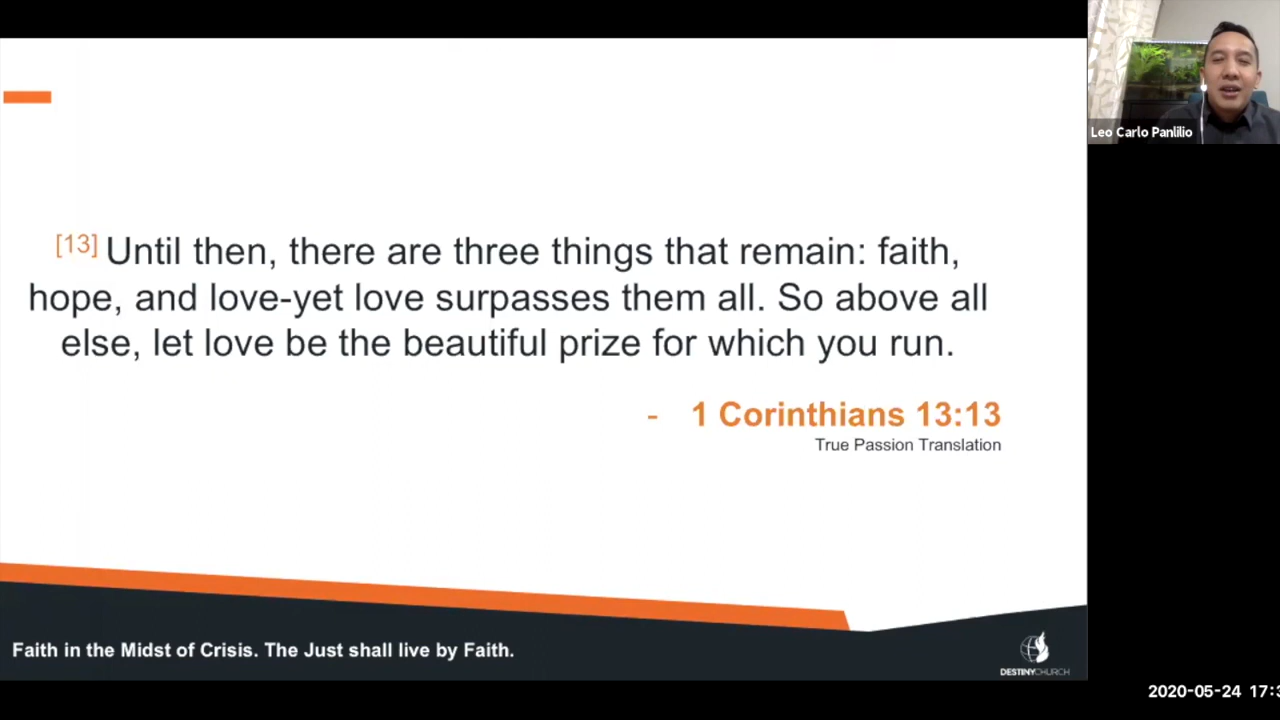 [13] Until then, there are three things that remain: faith,
hope, and love-yet love surpasses them all. So above all
else, let love be the beautiful prize for which you run.
- 1 Corinthians 13:13
True Passion Translation
Faith in the Midst of Crisis. The Just shall live by Faith.
DESTINYCHURCH
Leo Carlo Panlilio
2020-05-24 17:3